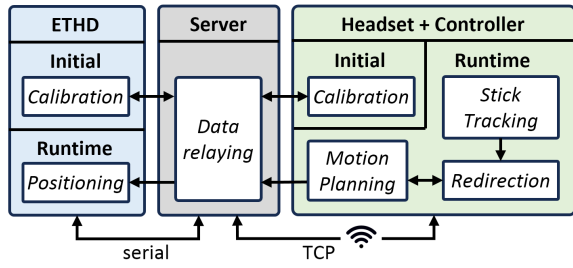 ETHD
Initial
Calibration
Runtime
Positioning
Server
Data
relaying
Headset + Controller
Initial
Calibration
Runtime
Stick
Tracking
Motion
Planning
Redirection
serial
TCP